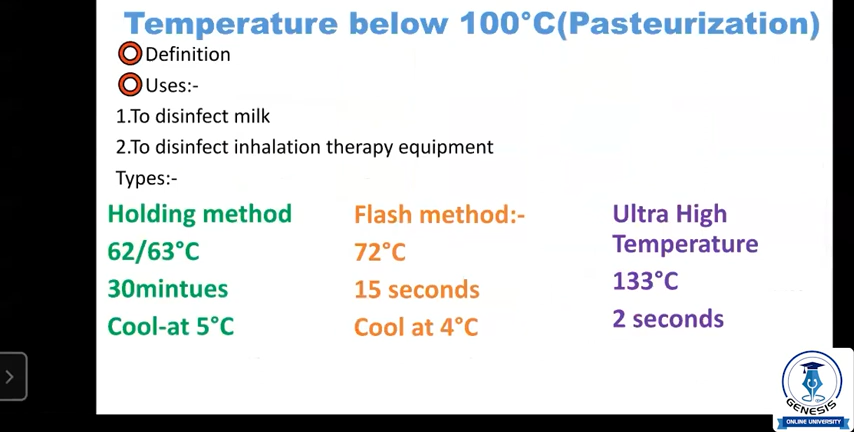 Temperature below 100°C(Pasteurization)
Definition
Uses:-
1.To disinfect milk
2.To disinfect inhalation therapy equipment
Types:-
Holding method
62/63°C
30mintues
Cool-at 5°C
Flash method:-
72°C
15 seconds
Cool at 4°C
Ultra High
Temperature
133°C
2 seconds
GENESIS
ONLINE UNIVERSITY